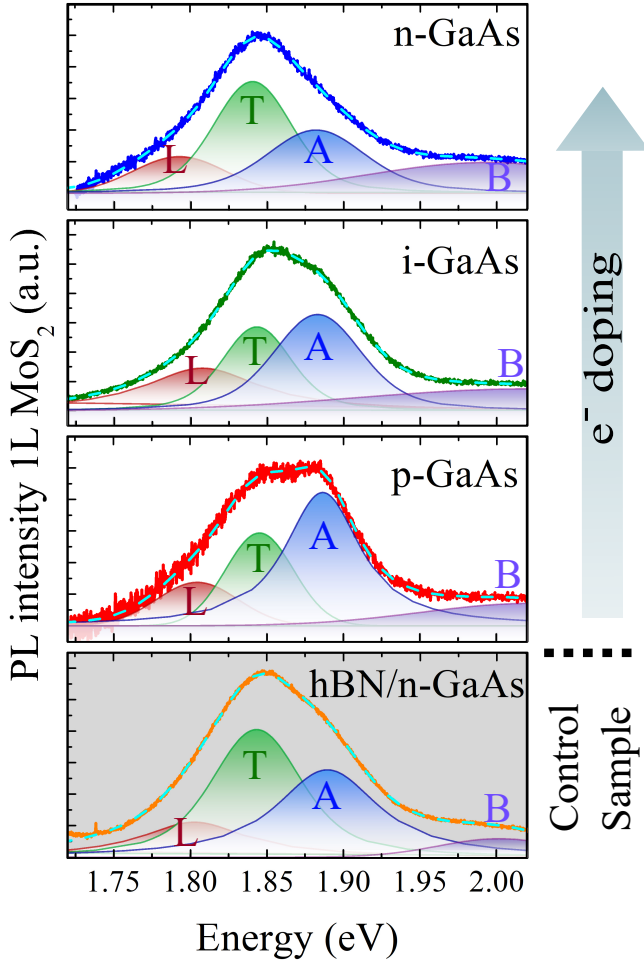 n-GaAs
T
L
A
B
i-GaAs
L
T
A
B
p-GaAs
L
T
A
B
hBN/n-GaAs
L
T
A
B
1.75 1.80 1.85 1.90 1.95 2.00
Energy (eV)
PL intensity 1L MoS₂ (a.u.)
e⁻ doping
Control
Sample